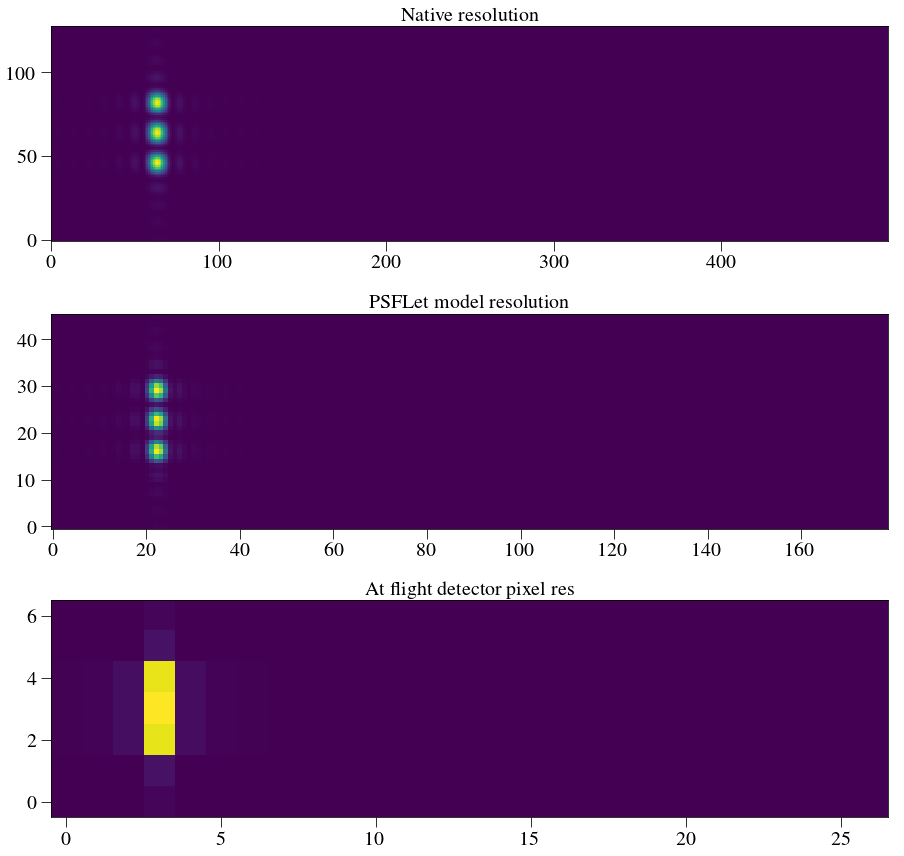 Native resolution
100
50
0
0 100 200 300 400
PSFLet model resolution
40
30
20
10
0
0 20 40 60 80 100 120 140 160
At flight detector pixel res
6
4
2
0
0 5 10 15 20 25